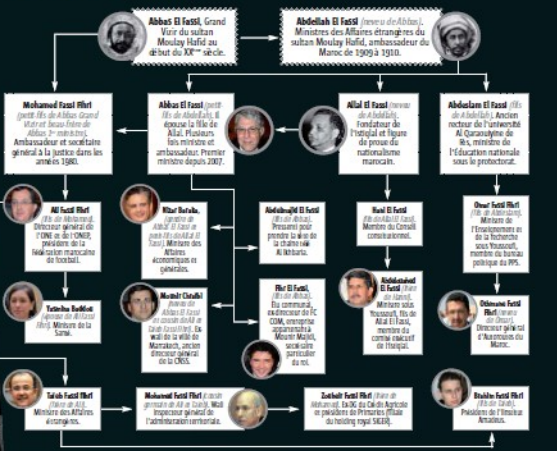 Abbas El Fassi, Grand
Vizir du sultan
Moulay Hafid au
début du XXème siècle.
Abdellah El Fassi (neveu de Abbas).
Ministres des Affaires étrangères du
sultan Moulay Hafid, ambassadeur du
Maroc de 1909 à 1910.
Mohamed Fassi Fihri
(petit-fils de Abbas Grand
Vizir et beau-frère de
Abbas 1er ministre).
Ambassadeur et secrétaire
général à la justice dans les
années 1980.
Abbas El Fassi (petit-
fils de Abdellah). Il
épouse la fille de
Allal. Plusieurs
fois ministre et
ambassadeur. Premier
ministre depuis 2007.
Allal El Fassi (neveu
de Abdellah).
Fondateur de
l'Istiqlal et figure
de proue du
nationalisme
marocain.
Abdeslam El Fassi (fils
de Abdellah). Ancien
recteur de l'université
Al Qaraouiyine de
Fès, ministre de
l'Education nationale
sous le protectorat.
Ali Fassi Fihri
(fils de Mohamed).
Directeur général de
l'ONE et de l'ONEP,
président de la
Fédération marocaine
de football.
Nizar Baraka,
(gendre de
Abbas El Fassi et
petit-fils de Allal El
Fassi). Ministre des
Affaires
économiques et
générales.
Abdelmajid El Fassi
(fils de Abbas).
Pressenti pour
prendre la tête de
la chaîne télé
Al Ikhbaria.
Hani El Fassi
(fils de Allal El Fassi).
Membre du Conseil
constitutionnel.
Omar Fassi Fihri
(fils de Abdeslam).
Ministre de
l'Enseignement et
de la recherche
sous Youssoufi,
membre du bureau
politique du PPS.
Yasmina Baddou
(épouse de Ali Fassi
Fihri). Ministre de la
Santé.
Mounir Chraïbi
(neveu de
Abbas El Fassi
et cousin de Ali et
Taïeb Fassi Fihri). Ex
wali de la ville de
Marrakech, ancien
directeur général
de la CNSS.
Fihr El Fassi,
(fils de Abbas).
Elu communal,
ex-directeur de FC
COM, entreprise
appartenant à
Mounir Majidi,
secrétaire
particulier
du roi.
Abdelouahed
El Fassi (frère
de Hani).
Ministre sous
Youssoufi, fils de
Allal El Fassi,
membre du
comité exécutif
de l'Istiqlal.
Othmane Fassi
Fihri (neveu
de Omar).
Directeur général
d'Autoroutes du
Maroc.
Taïeb Fassi Fihri
(frère de Ali).
Ministre des Affaires
étrangères.
Mohamed Fassi Fihri (cousin
germain de Ali et Taïeb). Wali
inspecteur général de
l'administration territoriale.
Fassi Fihri (frère de
Mohamed). Ex-DG du Crédit Agricole
et président de Primarios (filiale
du holding royal SIGER).
Brahim Fassi Fihri
(fils de Taïeb).
Président de l'Institut
Amadeus.